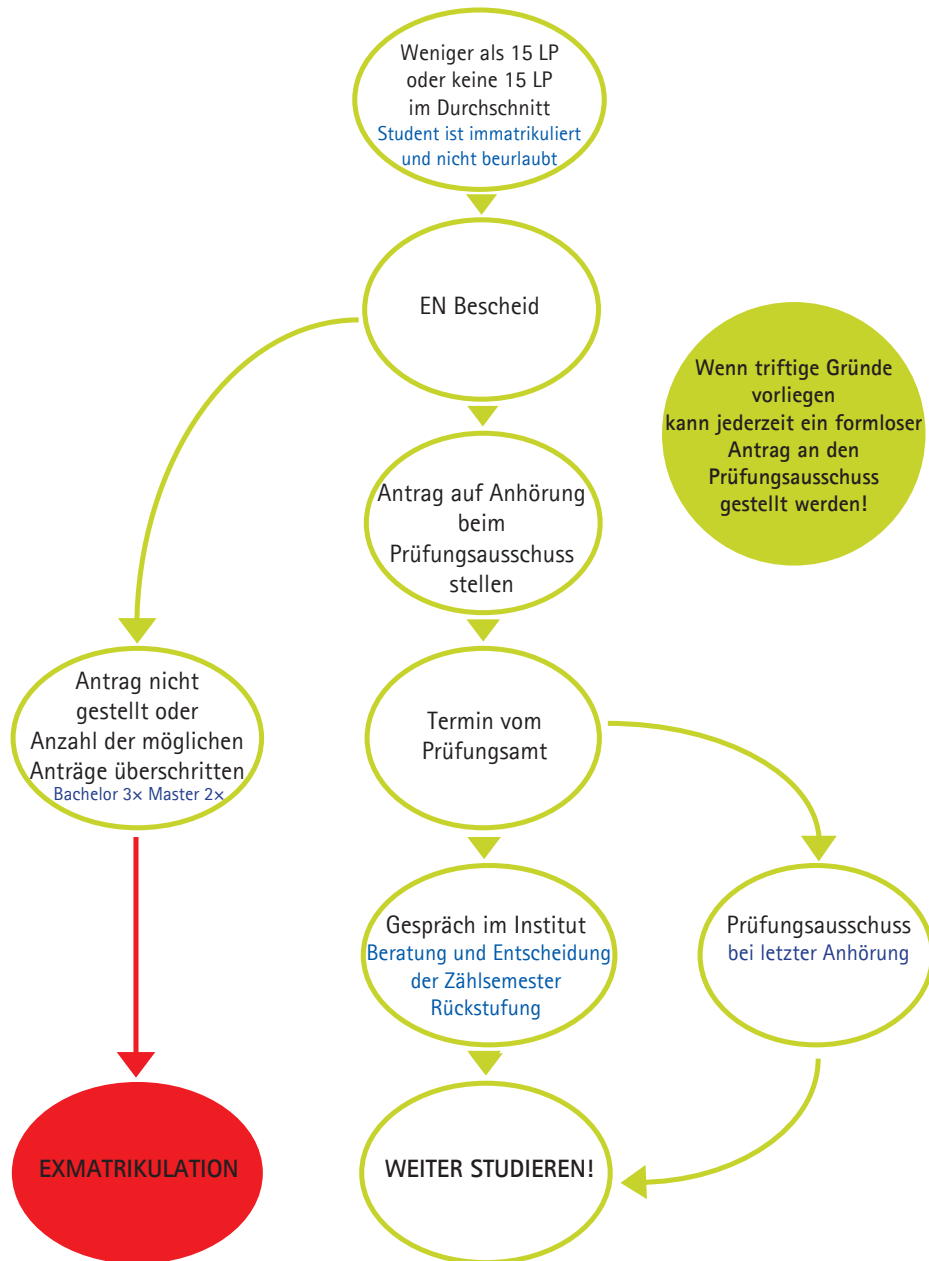 Weniger als 15 LP
oder keine 15 LP
im Durchschnitt
Student ist immatrikuliert
und nicht beurlaubt
EN Bescheid
Wenn triftige Gründe
vorliegen
kann jederzeit ein formloser
Antrag an den
Prüfungsausschuss
gestellt werden!
Antrag auf Anhörung
beim
Prüfungsausschuss
stellen
Antrag nicht
gestellt oder
Anzahl der möglichen
Anträge überschritten
Bachelor 3× Master 2×
Termin vom
Prüfungsamt
Gespräch im Institut
Beratung und Entscheidung
der Zählsemester
Rückstufung
Prüfungsausschuss
bei letzter Anhörung
EXMATRIKULATION
WEITER STUDIEREN!